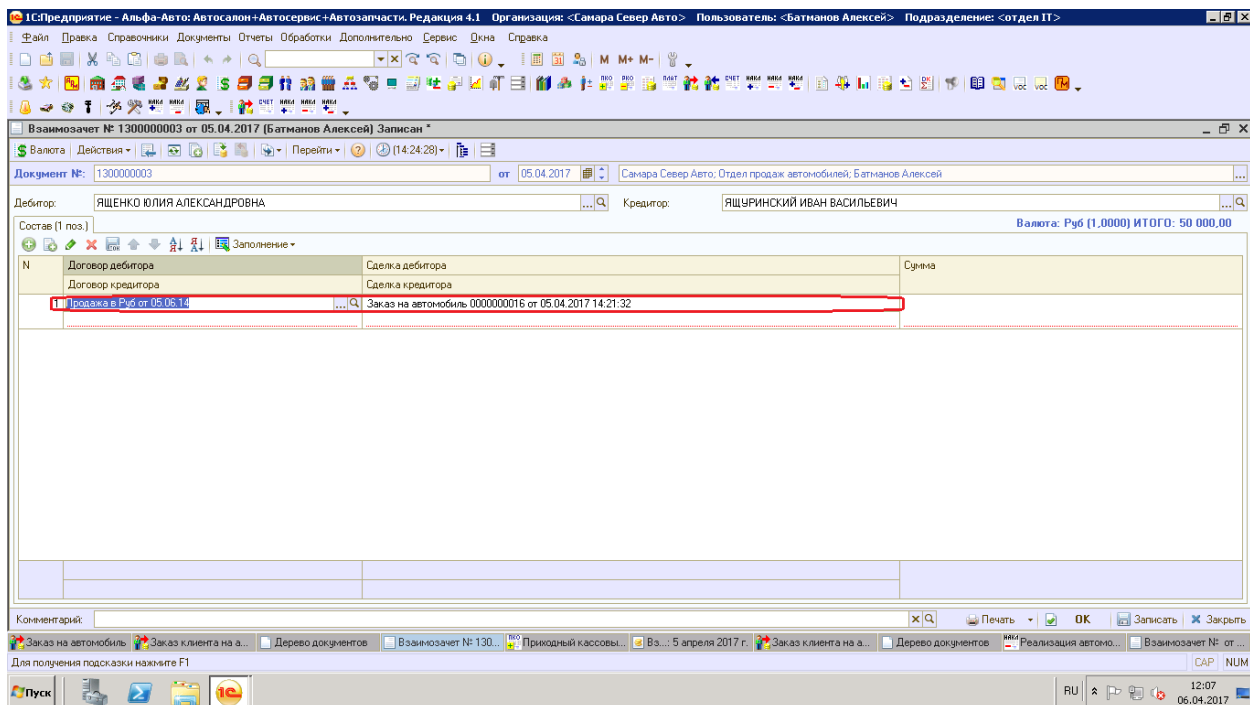 1С:Предприятие - Альфа-Авто: Автосалон+Автосервис+Автозапчасти. Редакция 4.1 Организация: <Самара Север Авто> Пользователь: <Батманов Алексей> Подразделение: <отдел IT>
Файл Правка Справочники Документы Отчеты Обработки Дополнительно Сервис Окна Справка
M M+ M-
Взаимозачет № 1300000003 от 05.04.2017 (Батманов Алексей) Записан *
Валюта Действия (14:24:28) Перейти
Документ №: 1300000003 от 05.04.2017 Самара Север Авто; Отдел продаж автомобилей; Батманов Алексей
Дебитор: ЯЩЕНКО ЮЛИЯ АЛЕКСАНДРОВНА ... Кредитор: ЯЩУРИНСКИЙ ИВАН ВАСИЛЬЕВИЧ ...
Состав (1 поз.) Валюта: Руб (1,0000) ИТОГО: 50 000,00
Заполнение
N Договор дебитора Сделка дебитора Сумма
Договор кредитора Сделка кредитора
1 Продажа в Руб от 05.06.14 ... Заказ на автомобиль 0000000016 от 05.04.2017 14:21:32
Комментарий: Печать OK Записать Закрыть
Заказ на автомобиль Заказ клиента на а... Дерево документов Взаимозачет № 130... Приходный кассовы... Вз...: 5 апреля 2017 г. Заказ клиента на а... Дерево документов Реализация автомо... Взаимозачет № от ...
Для получения подсказки нажмите F1 CAP NUM
Пуск RU 12:07
06.04.2017